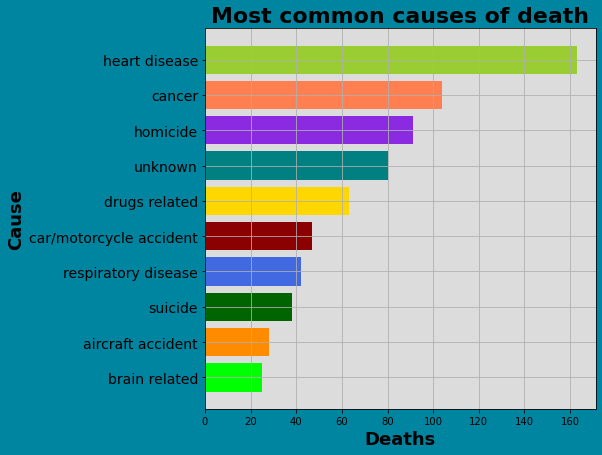 Most common causes of death
Cause
heart disease
cancer
homicide
unknown
drugs related
car/motorcycle accident
respiratory disease
suicide
aircraft accident
brain related
0 20 40 60 80 100 120 140 160
Deaths